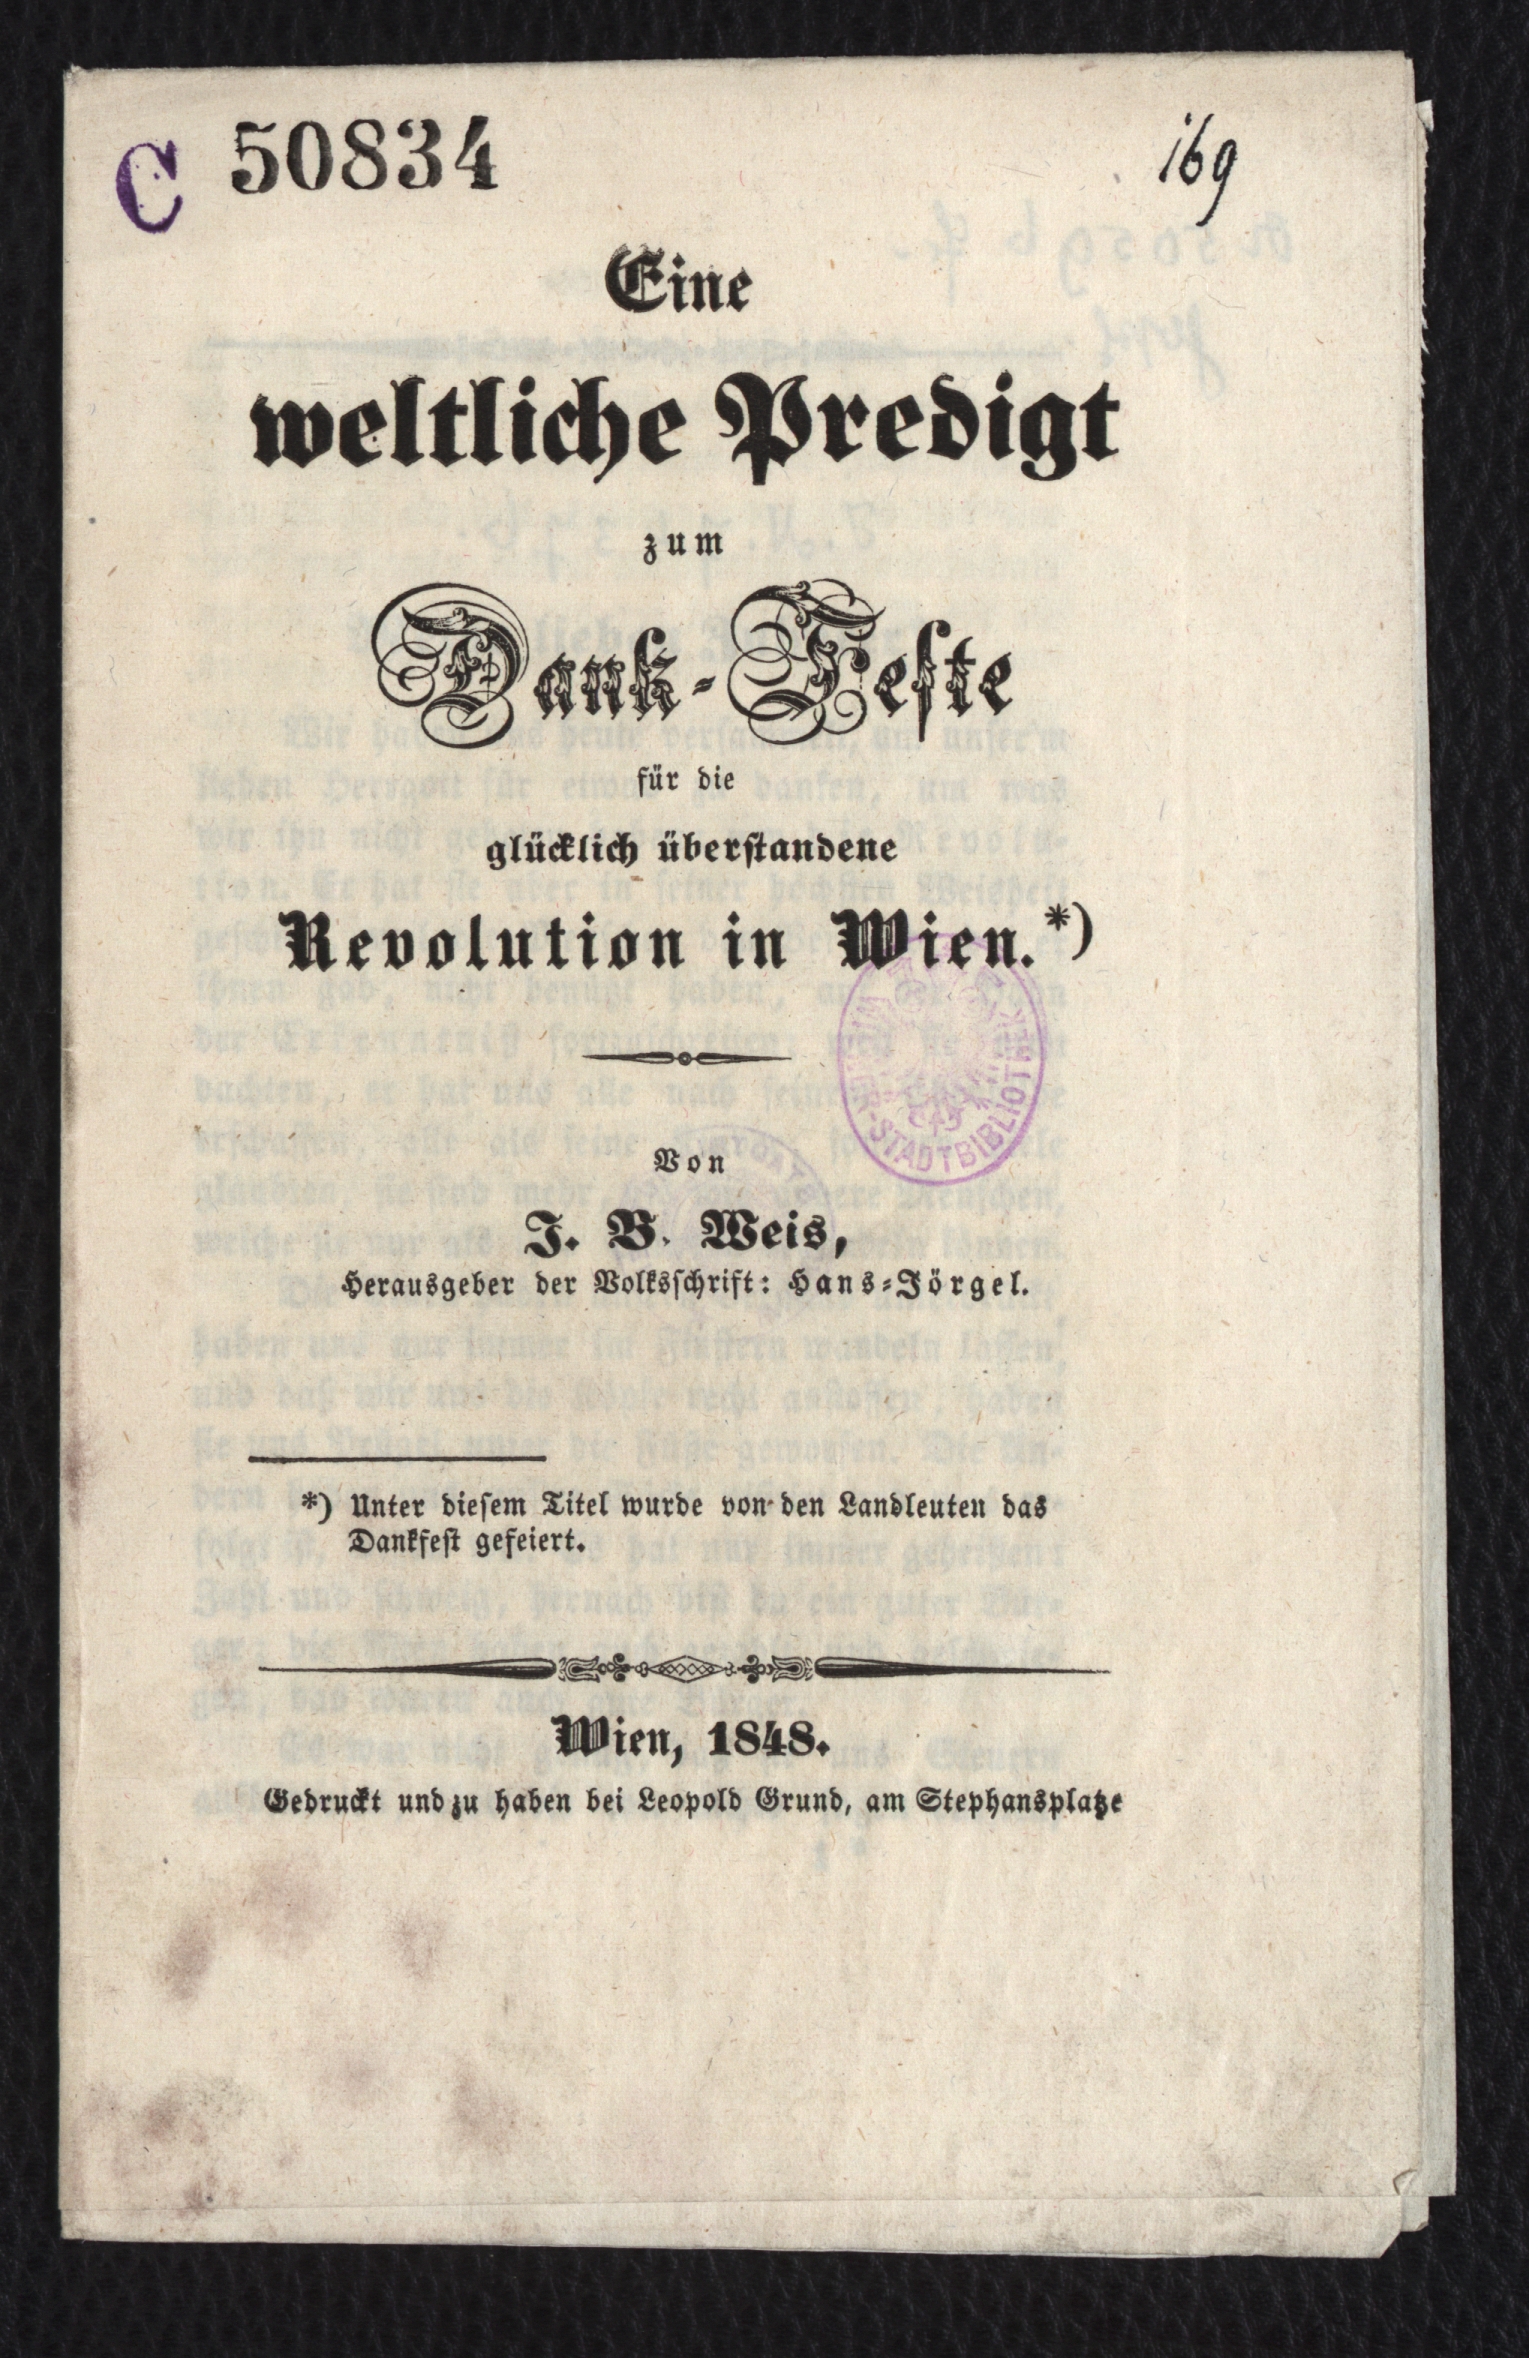 C 50834
169
Eine
weltliche Predigt
zum
Dank-Feste
für die
glücklich überstandene
Revolution in Wien.*)
WIENER-STADTBIBLIOTHEK
Von
J. B. Weis,
Herausgeber der Volksschrift: Hans-Jörgel.
*) Unter diesem Titel wurde von den Landleuten das
Dankfest gefeiert.
Wien, 1848.
Gedruckt und zu haben bei Leopold Grund, am Stephansplatze